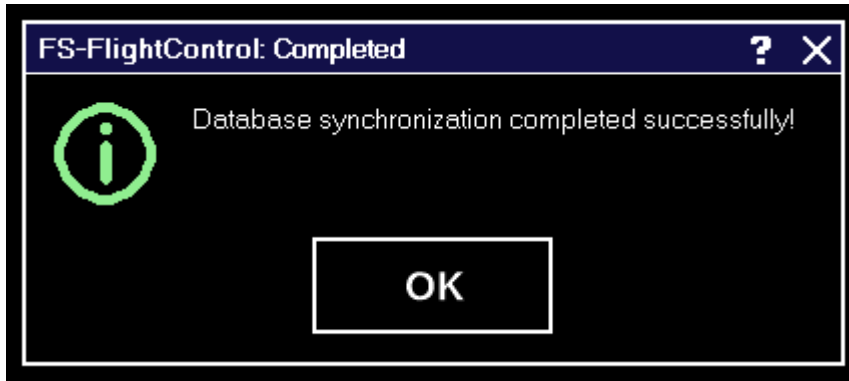 FS-FlightControl: Completed ?
Database synchronization completed successfully!
OK